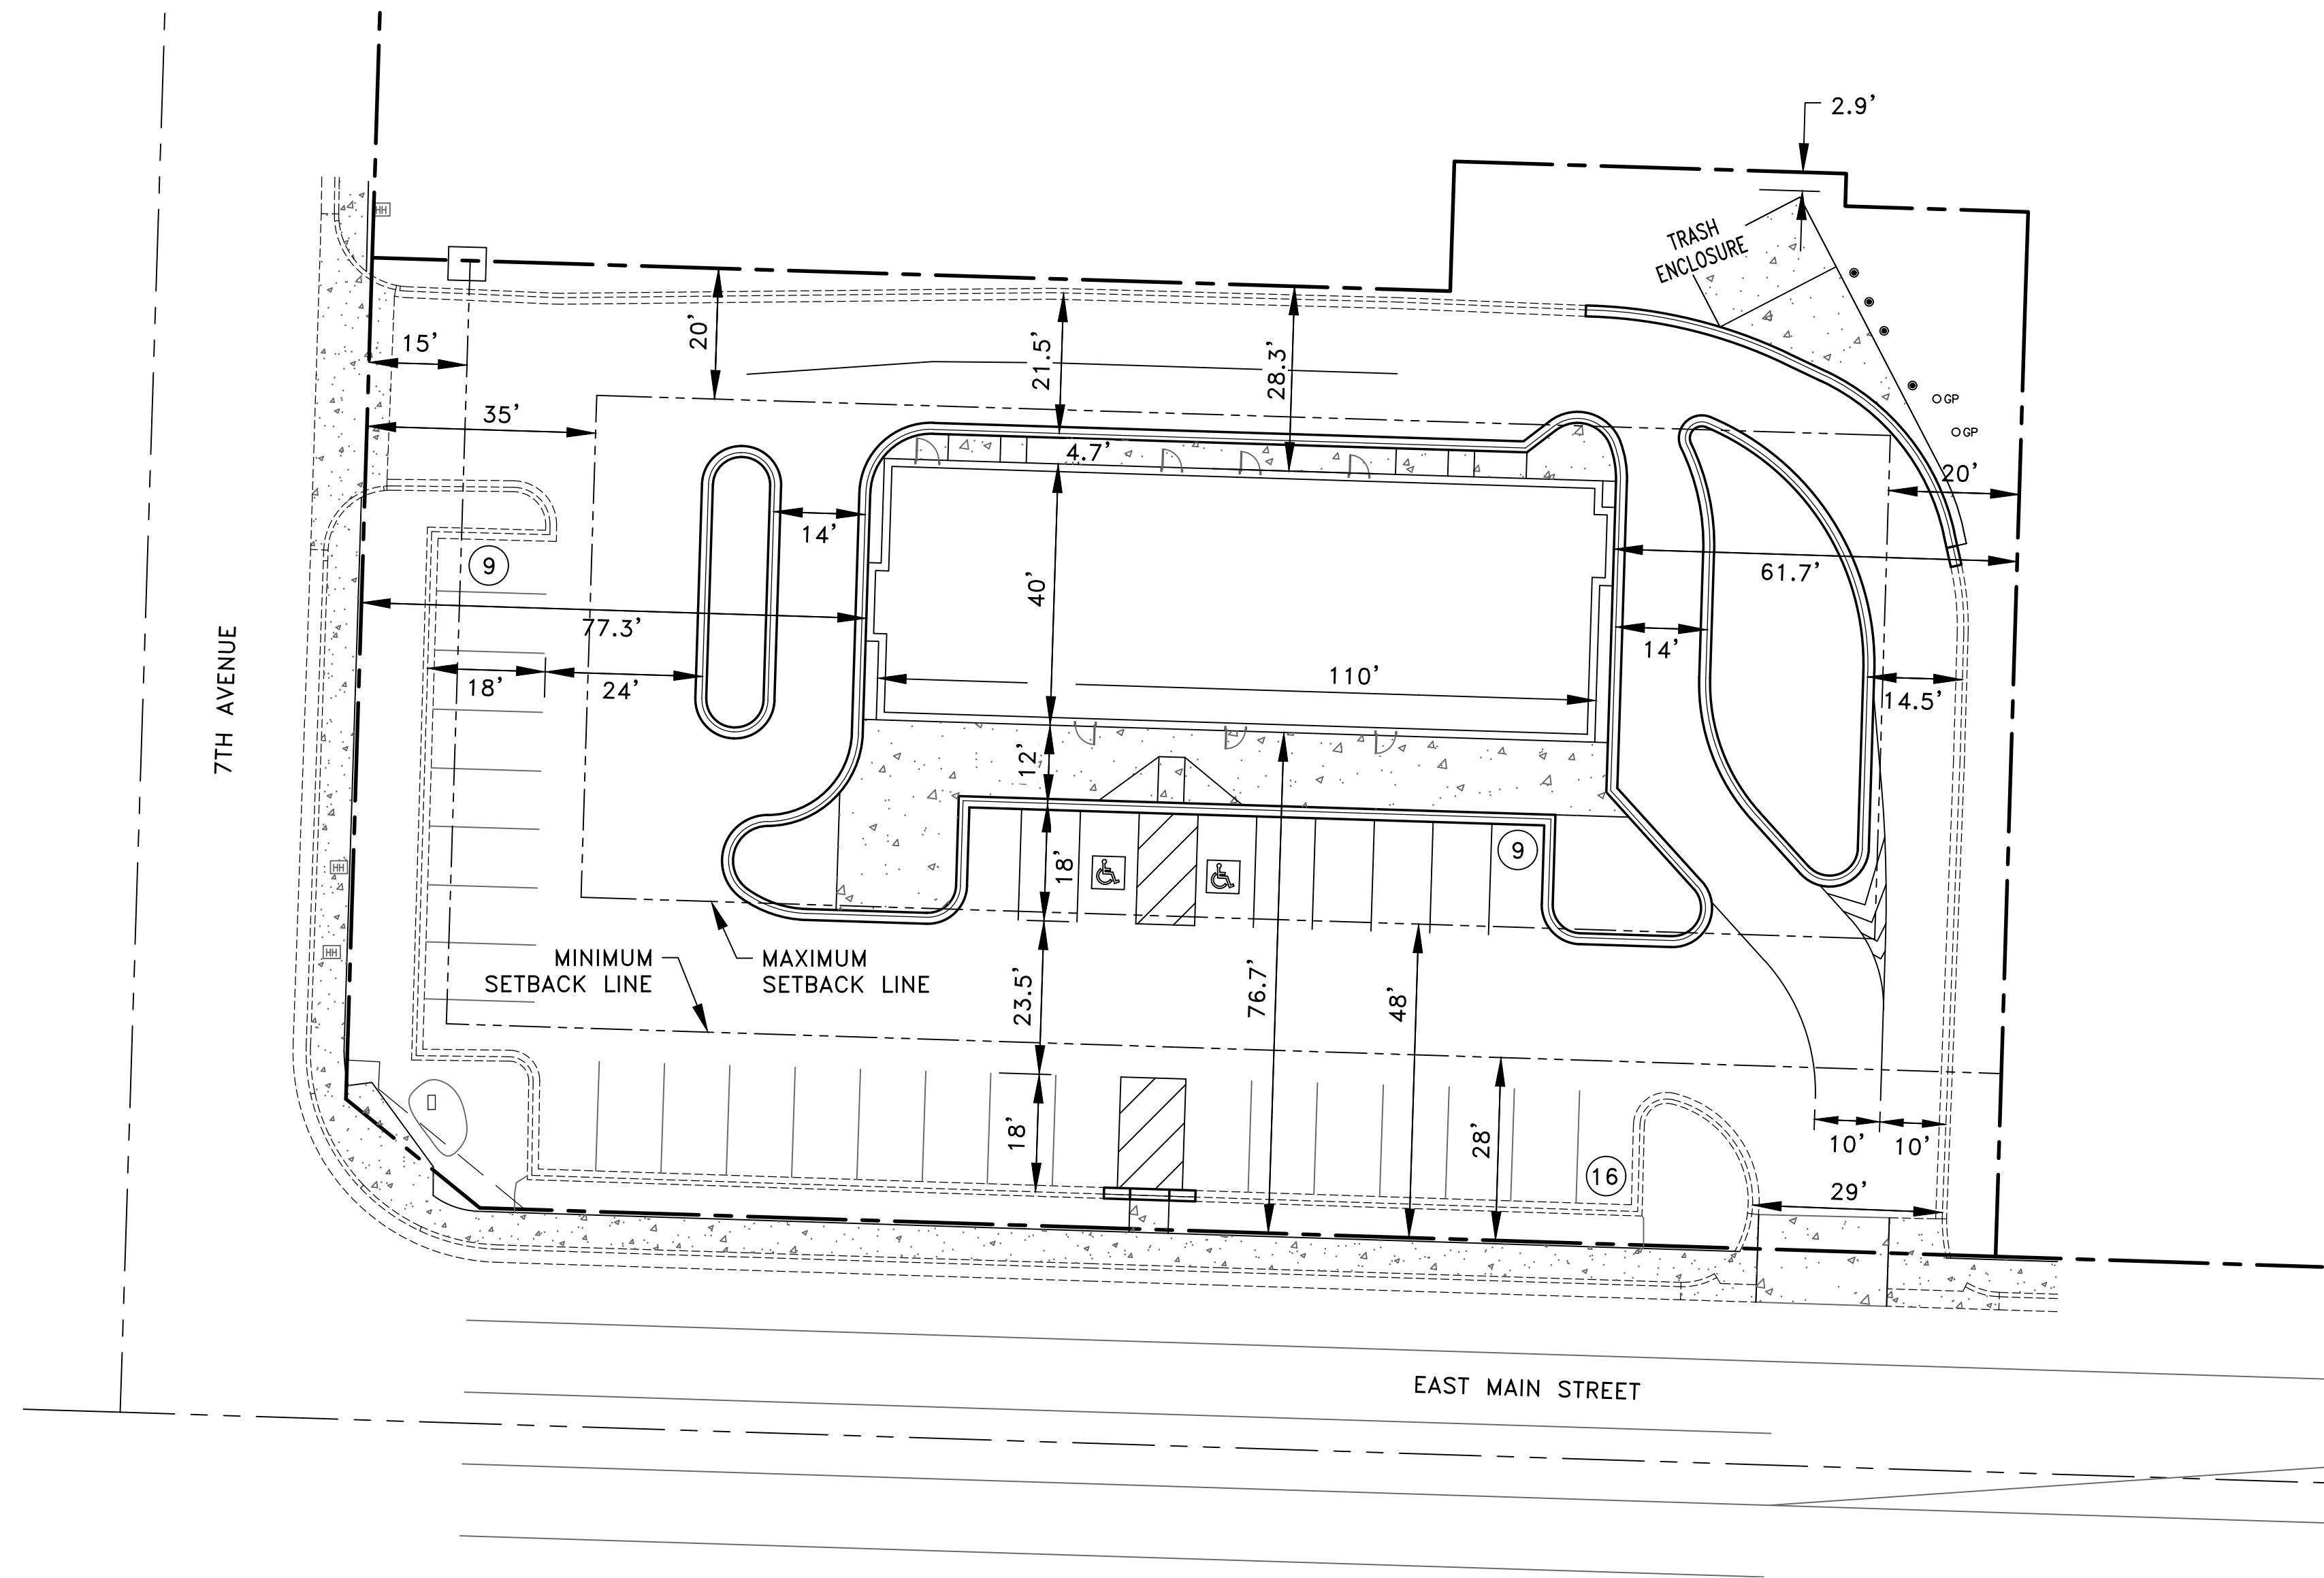 2.9'
TRASH
ENCLOSURE
HH
15'
20'
21.5'
28.3'
35'
GP
GP
4.7'
20'
14'
9
40'
61.7'
77.3'
7TH AVENUE
14'
18'
24'
110'
14.5'
12'
18'
9
HH
HH
MINIMUM
SETBACK LINE
MAXIMUM
SETBACK LINE
23.5'
76.7'
48'
18'
28'
10'
10'
16
29'
EAST MAIN STREET